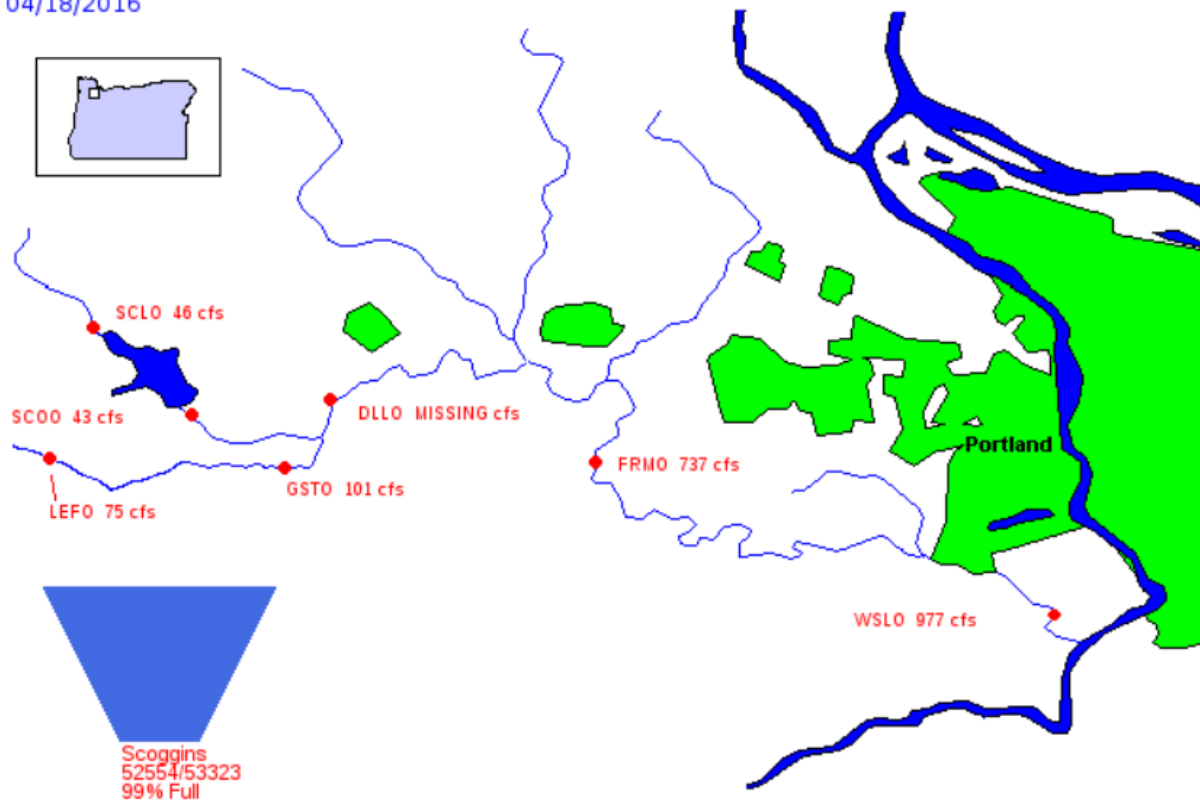 04/18/2016
SCLO 46 cfs
SCOO 43 cfs
DLLO MISSING cfs
Portland
FRMO 737 cfs
GSTO 101 cfs
LEFO 75 cfs
WSLO 977 cfs
Scoggins
52554/53323
99% Full